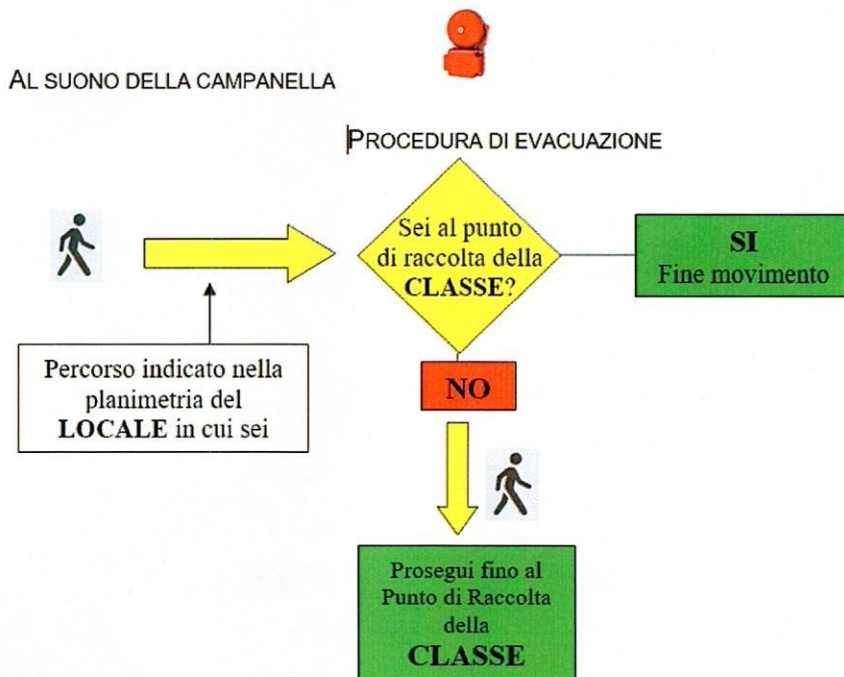 AL SUONO DELLA CAMPANELLA
PROCEDURA DI EVACUAZIONE
Sei al punto
di raccolta della
CLASSE?
SI
Fine movimento
Percorso indicato nella
planimetria del
LOCALE in cui sei
NO
Prosegui fino al
Punto di Raccolta
della
CLASSE